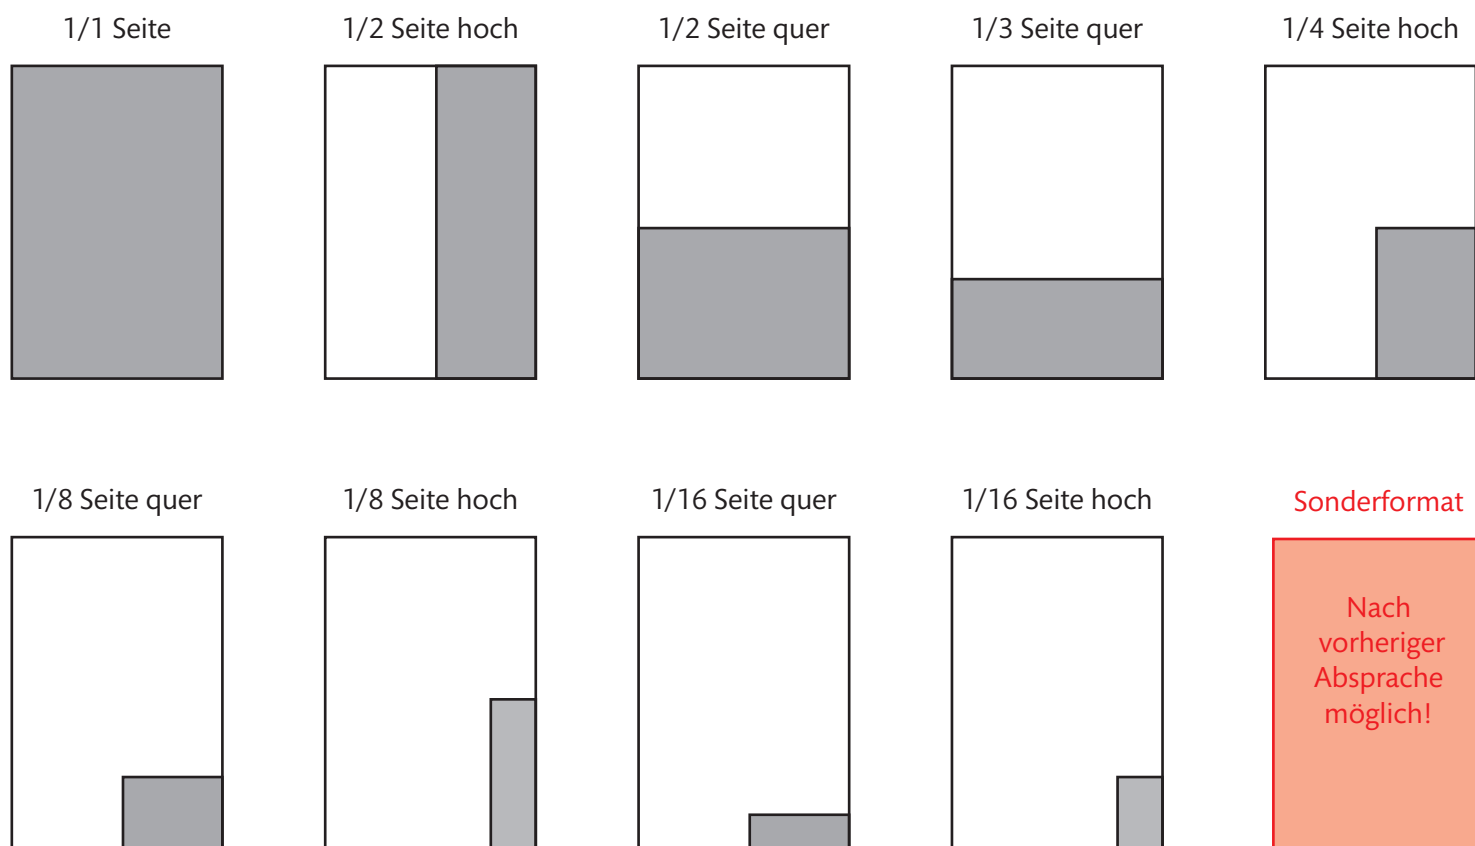 1/1 Seite
1/2 Seite hoch
1/2 Seite quer
1/3 Seite quer
1/4 Seite hoch
1/8 Seite quer
1/8 Seite hoch
1/16 Seite quer
1/16 Seite hoch
Sonderformat
Nach
vorheriger
Absprache
möglich!